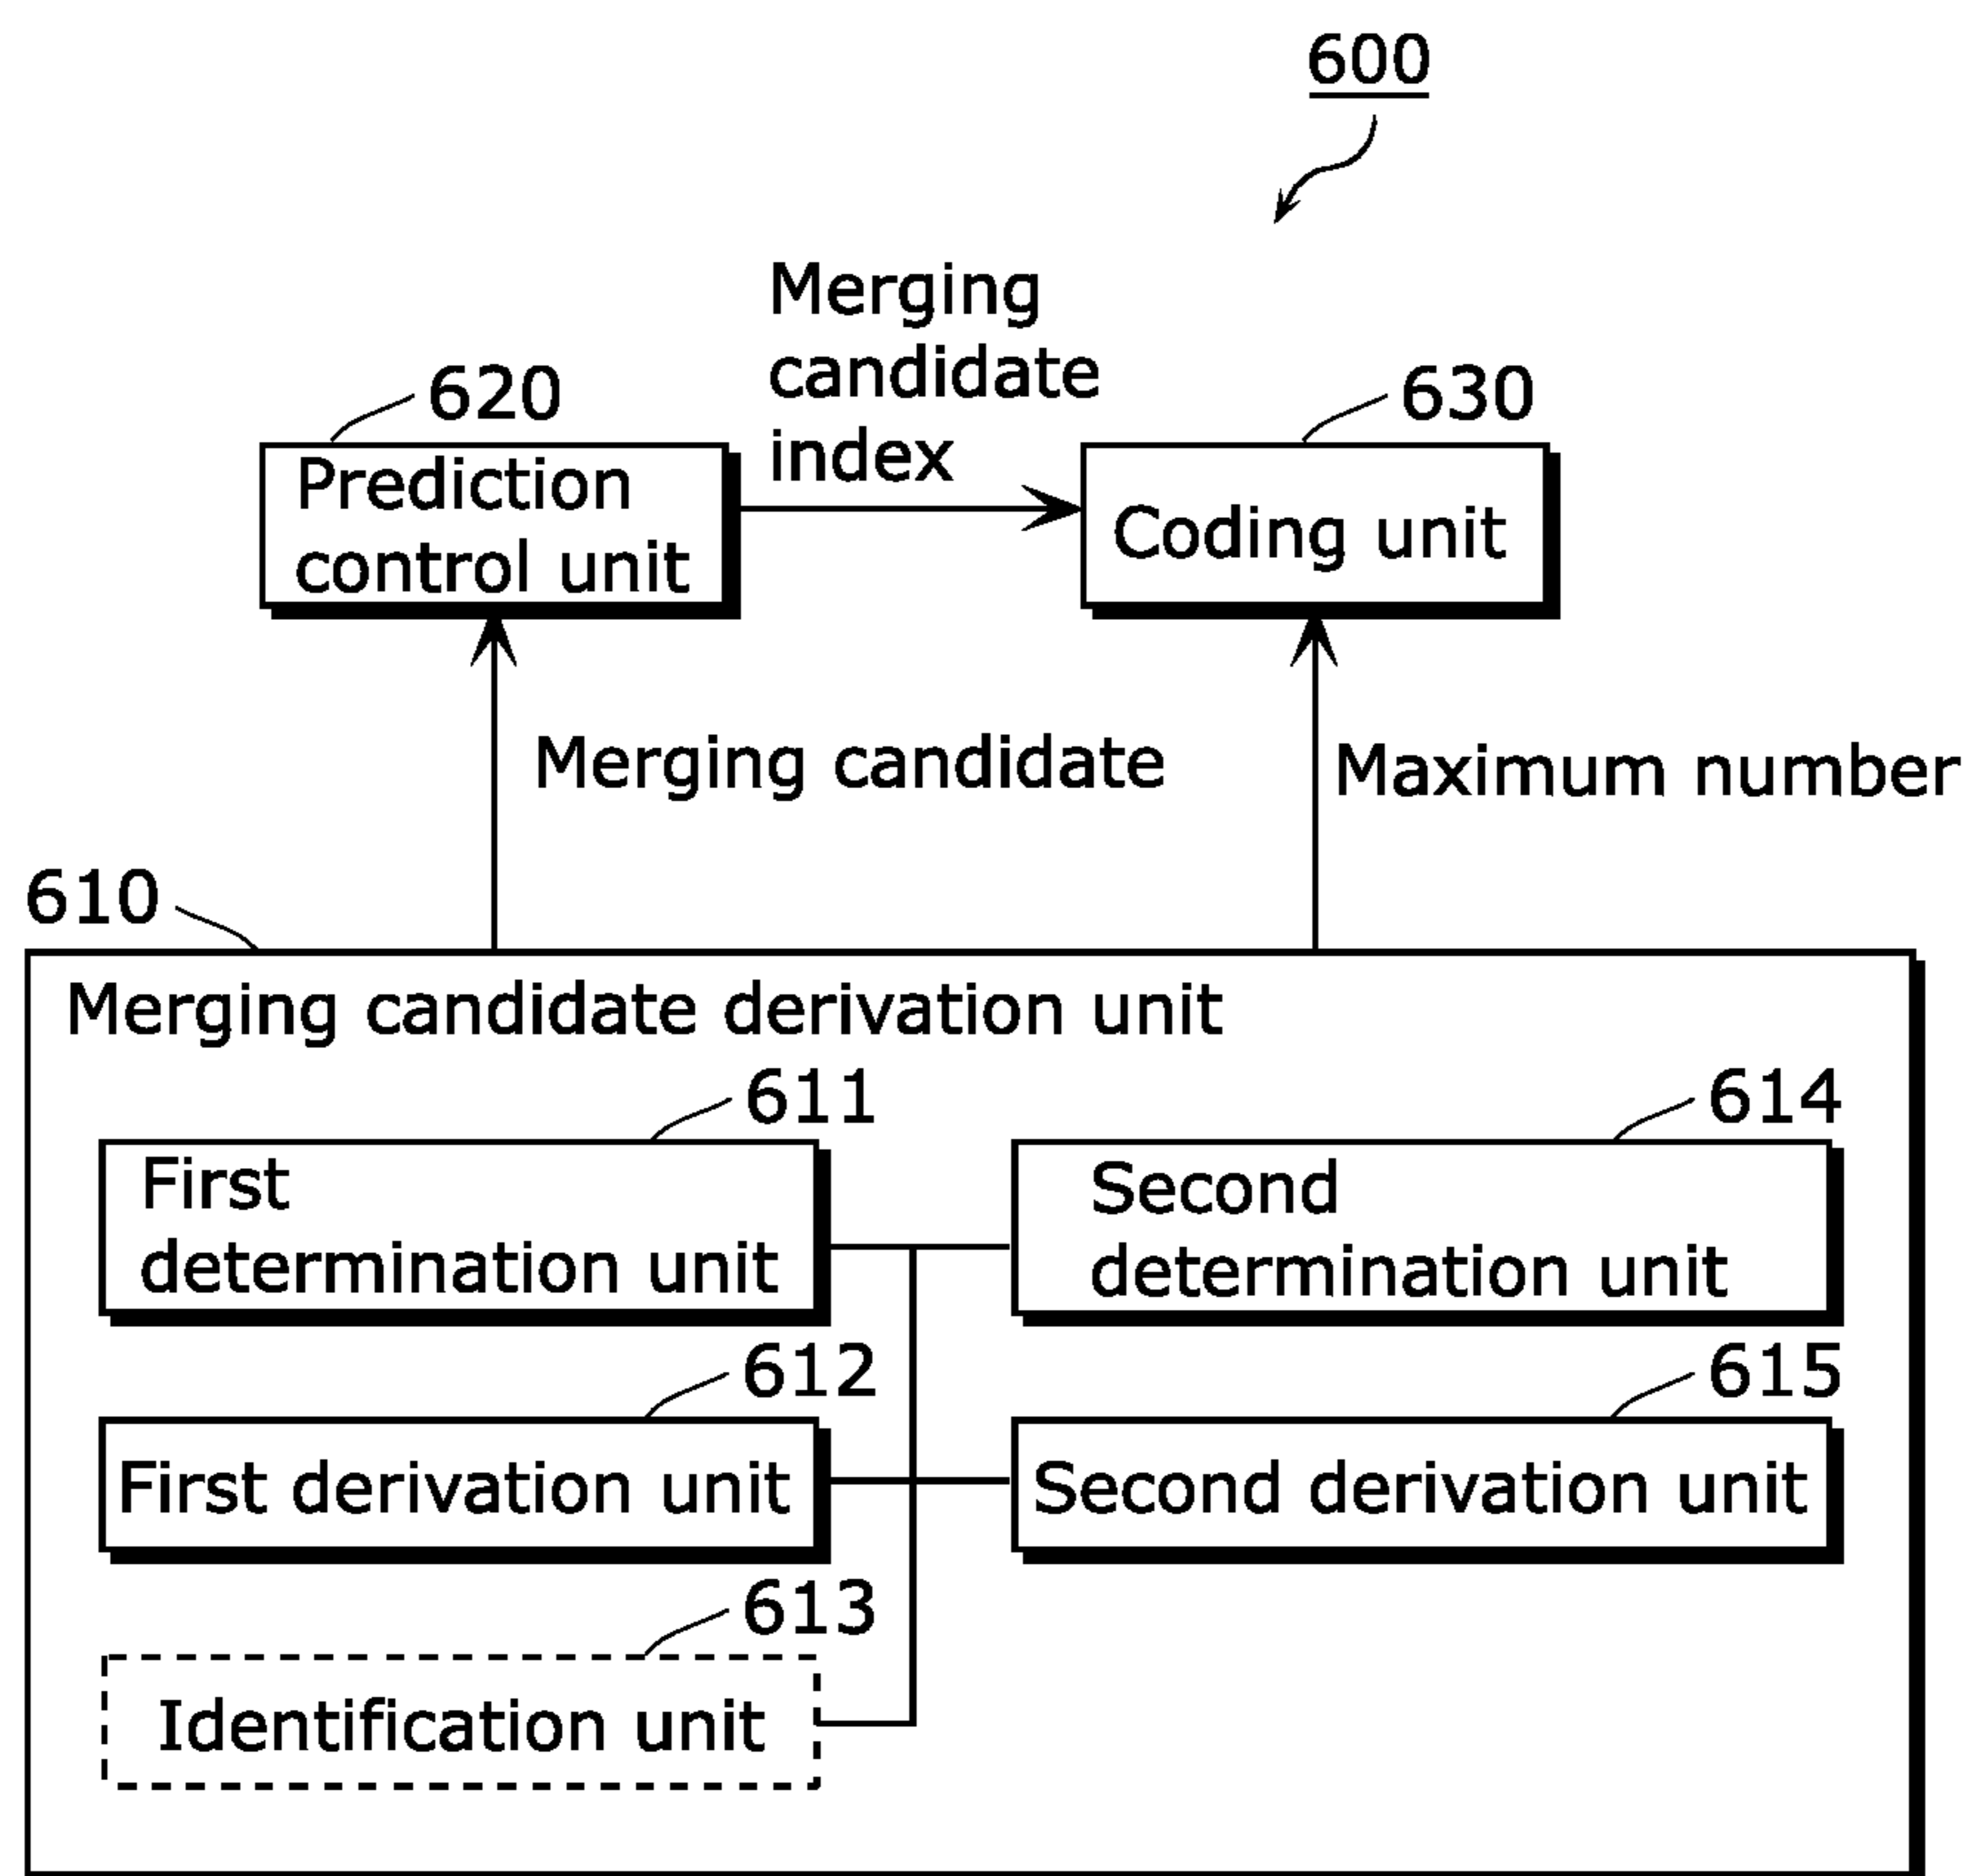 600
Merging
candidate
index
620
630
Prediction
control unit
Coding unit
Merging candidate
Maximum number
610
Merging candidate derivation unit
611
614
First
determination unit
Second
determination unit
612
615
First derivation unit
Second derivation unit
613
Identification unit